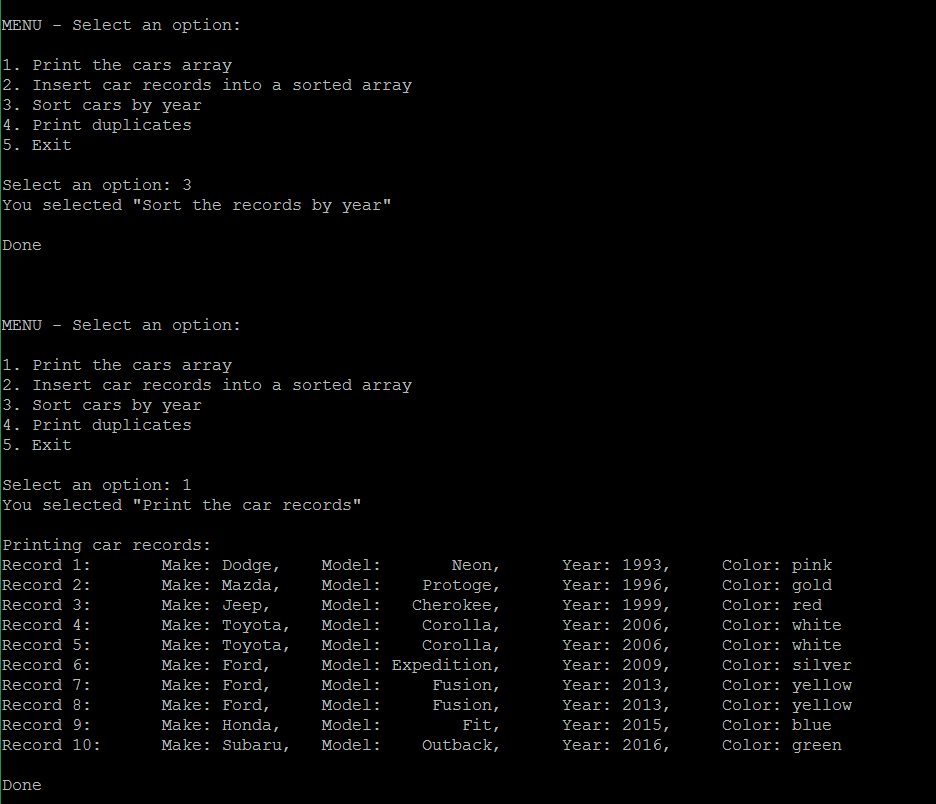 MENU - Select an option:
1. Print the cars array
2. Insert car records into a sorted array
3. Sort cars by year
4. Print duplicates
5. Exit
Select an option: 3
You selected "Sort the records by year"
Done
MENU - Select an option:
1. Print the cars array
2. Insert car records into a sorted array
3. Sort cars by year
4. Print duplicates
5. Exit
Select an option: 1
You selected "Print the car records"
Printing car records:
Record 1:       Make: Dodge,    Model:       Neon,      Year: 1993,     Color: pink
Record 2:       Make: Mazda,    Model:    Protoge,      Year: 1996,     Color: gold
Record 3:       Make: Jeep,     Model:   Cherokee,      Year: 1999,     Color: red
Record 4:       Make: Toyota,   Model:    Corolla,      Year: 2006,     Color: white
Record 5:       Make: Toyota,   Model:    Corolla,      Year: 2006,     Color: white
Record 6:       Make: Ford,     Model: Expedition,      Year: 2009,     Color: silver
Record 7:       Make: Ford,     Model:     Fusion,      Year: 2013,     Color: yellow
Record 8:       Make: Ford,     Model:     Fusion,      Year: 2013,     Color: yellow
Record 9:       Make: Honda,    Model:        Fit,      Year: 2015,     Color: blue
Record 10:      Make: Subaru,   Model:    Outback,      Year: 2016,     Color: green
Done